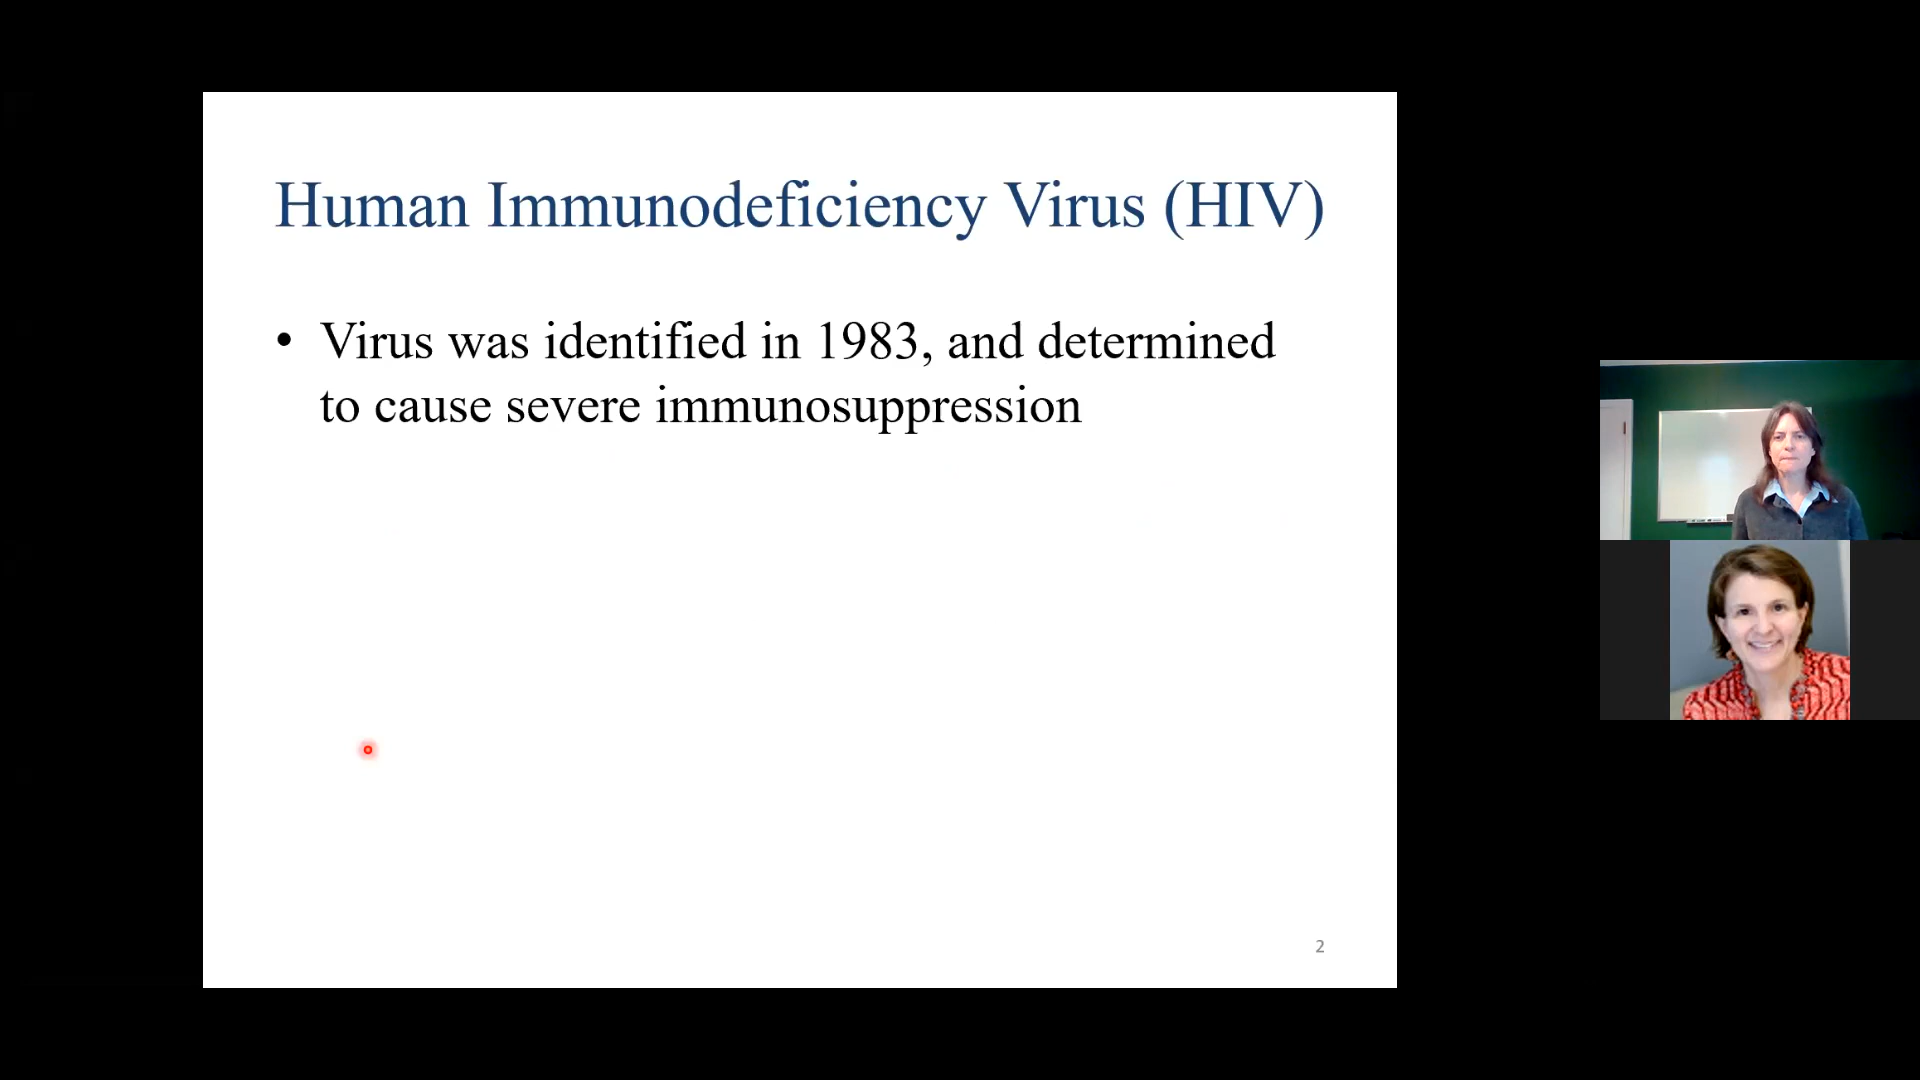 Human Immunodeficiency Virus (HIV)
• Virus was identified in 1983, and determined
to cause severe immunosuppression
2